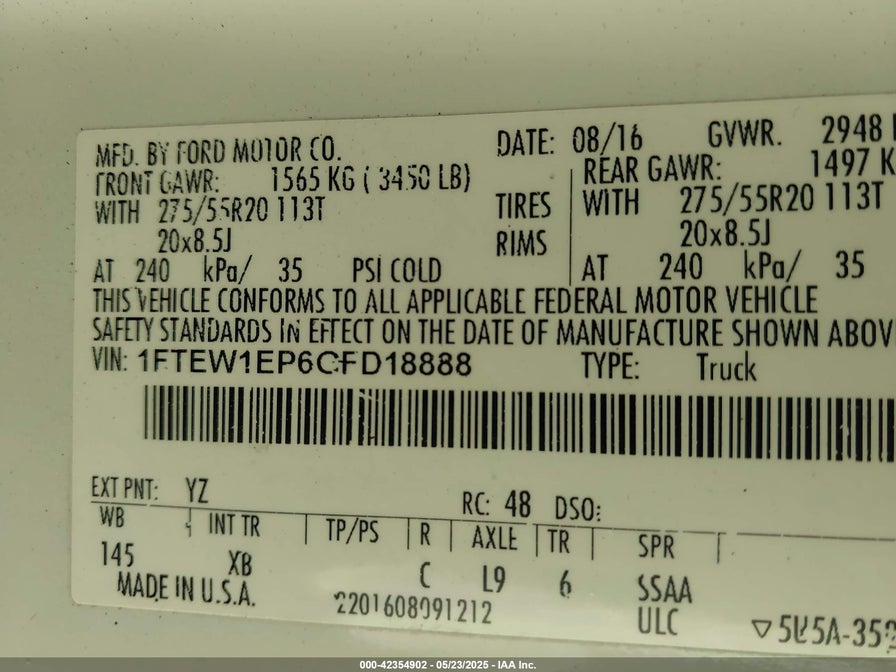 MFD. BY FORD MOTOR CO. DATE: 08/16 GVWR. 2948
FRONT GAWR: 1565 KG ( 3450 LB) REAR GAWR: 1497 K
WITH 275/55R20 113T TIRES WITH 275/55R20 113T
20x8.5J RIMS 20x8.5J
AT 240 kPa/ 35 PSI COLD AT 240 kPa/ 35
THIS VEHICLE CONFORMS TO ALL APPLICABLE FEDERAL MOTOR VEHICLE
SAFETY STANDARDS IN EFFECT ON THE DATE OF MANUFACTURE SHOWN ABOV
VIN: 1FTEW1EP6CFD18888 TYPE: Truck
EXT PNT: YZ RC: 48 DSO:
WB INT TR TP/PS R AXLE TR SPR
145 XB C L9 6 SSAA
MADE IN U.S.A. 2201608091212 ULC
000-42354902 - 05/23/2025 - IAA Inc.